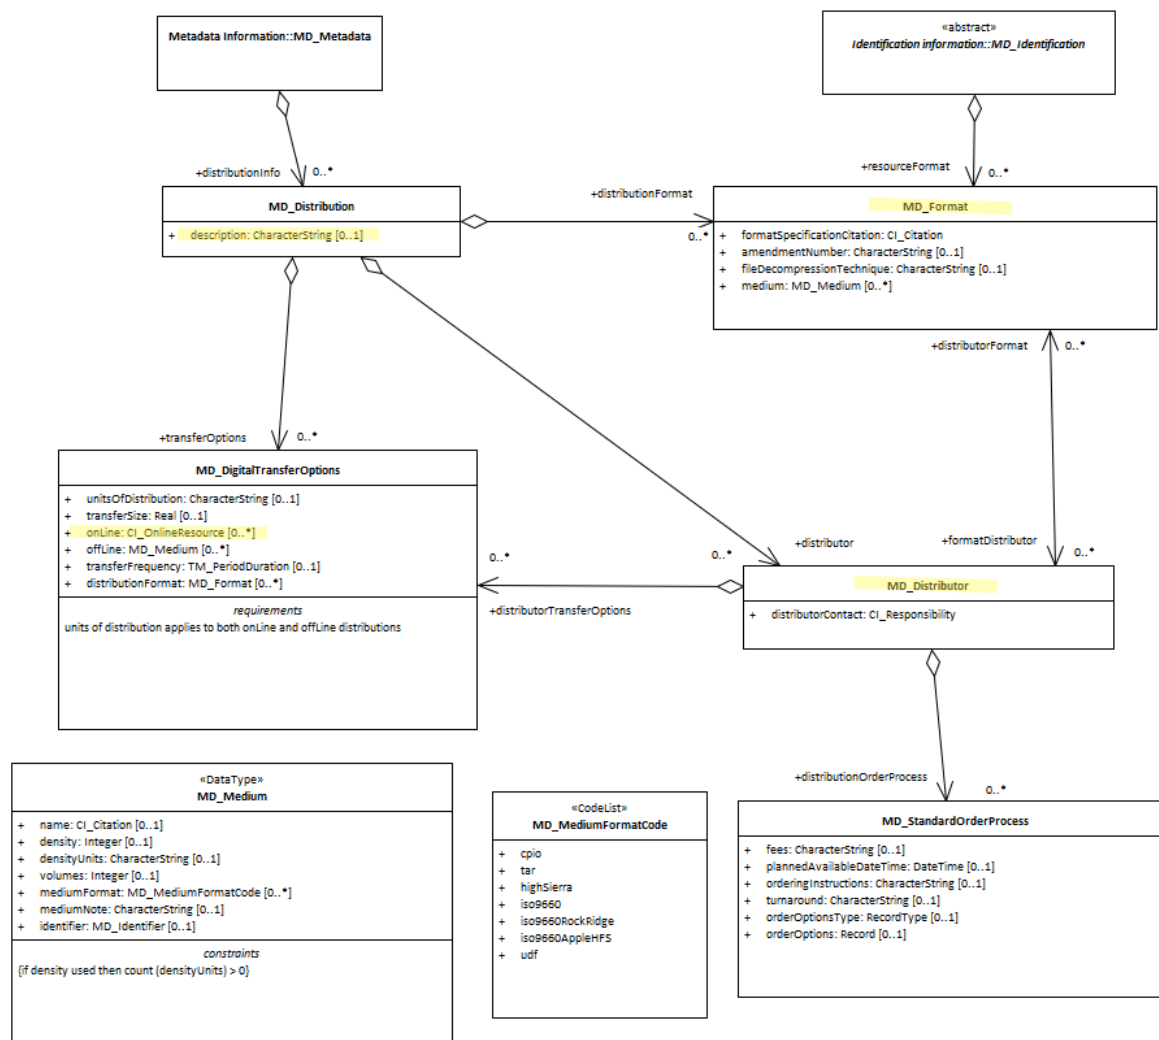 Metadata Information::MD_Metadata
«abstract»
Identification information::MD_Identification
+distributionInfo
0..*
+resourceFormat
0..*
MD_Distribution
+ description: CharacterString [0..1]
+distributionFormat
0..*
MD_Format
+ formatSpecificationCitation: CI_Citation
+ amendmentNumber: CharacterString [0..1]
+ fileDecompressionTechnique: CharacterString [0..1]
+ medium: MD_Medium [0..*]
+distributorFormat
0..*
+transferOptions
0..*
MD_DigitalTransferOptions
+ unitsOfDistribution: CharacterString [0..1]
+ transferSize: Real [0..1]
+ onLine: CI_OnlineResource [0..*]
+ offLine: MD_Medium [0..*]
+ transferFrequency: TM_PeriodDuration [0..1]
+ distributionFormat: MD_Format [0..*]
requirements
units of distribution applies to both onLine and offLine distributions
0..*
+distributorTransferOptions
0..*
+distributor
+formatDistributor
0..*
MD_Distributor
+ distributorContact: CI_Responsibility
+distributionOrderProcess
0..*
«DataType»
MD_Medium
+ name: CI_Citation [0..1]
+ density: Integer [0..1]
+ densityUnits: CharacterString [0..1]
+ volumes: Integer [0..1]
+ mediumFormat: MD_MediumFormatCode [0..*]
+ mediumNote: CharacterString [0..1]
+ identifier: MD_Identifier [0..1]
constraints
{if density used then count (densityUnits) > 0}
«CodeList»
MD_MediumFormatCode
+ cpio
+ tar
+ highSierra
+ iso9660
+ iso9660RockRidge
+ iso9660AppleHFS
+ udf
MD_StandardOrderProcess
+ fees: CharacterString [0..1]
+ plannedAvailableDateTime: DateTime [0..1]
+ orderingInstructions: CharacterString [0..1]
+ turnaround: CharacterString [0..1]
+ orderOptionsType: RecordType [0..1]
+ orderOptions: Record [0..1]